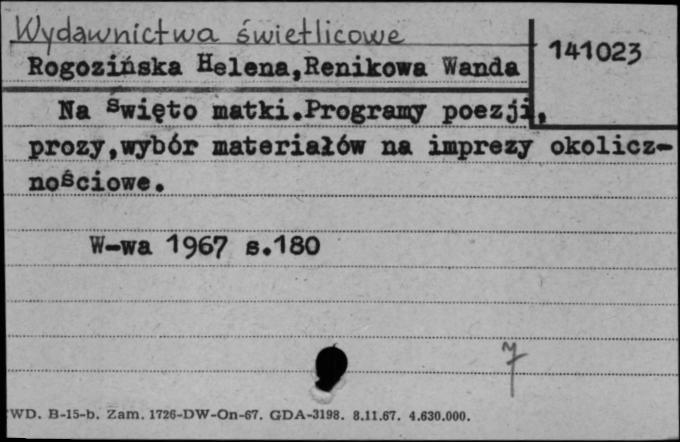 Wydawnictwa świetlicowe
141023
Rogozińska Helena,Renikowa Wanda
Na święto matki.Programy poezji,
prozy,wybór materiałów na imprezy okolicz-
nościowe.
W-wa 1967 s.180
7
WD. B-15-b. Zam. 1726-DW-On-67. GDA-3198. 8.11.67. 4.630.000.